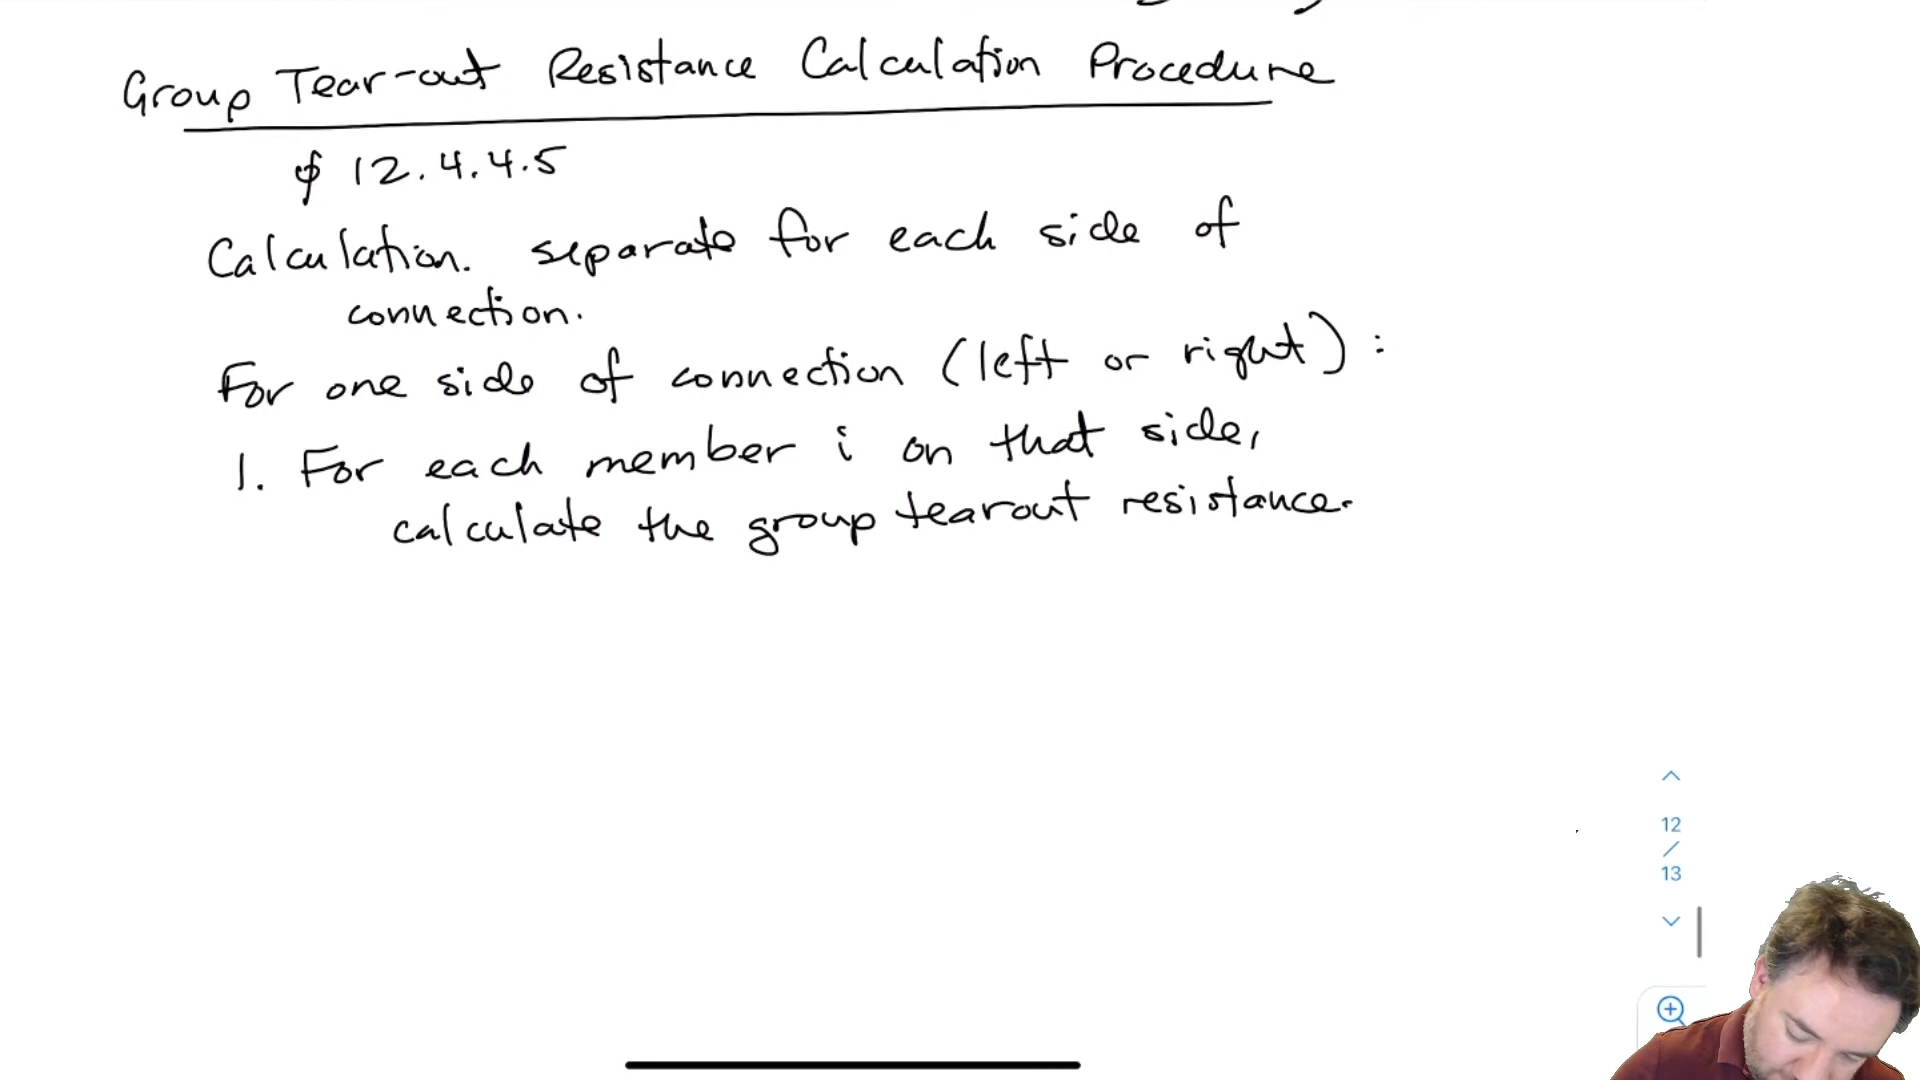 Group Tear-out Resistance Calculation Procedure
§ 12.4.4.5
Calculation. separate for each side of
connection.
For one side of connection (left or right):
1. For each member i on that side,
calculate the group tearout resistance.
12
/
13